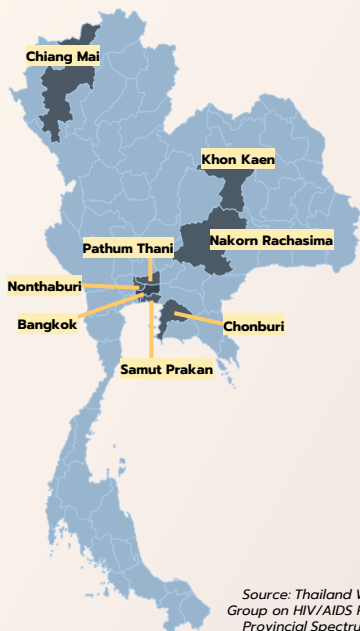 Chiang Mai
Khon Kaen
Pathum Thani
Nakorn Rachasima
Nonthaburi
Bangkok
Chonburi
Samut Prakan
Source: Thailand
Group on HIV/AIDS
Provincial